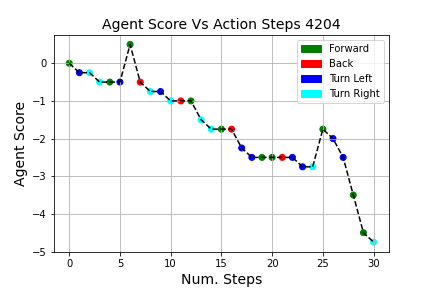 Agent Score Vs Action Steps 4204
Agent Score
0
−1
−2
−3
−4
−5
Forward
Back
Turn Left
Turn Right
0 5 10 15 20 25 30
Num. Steps